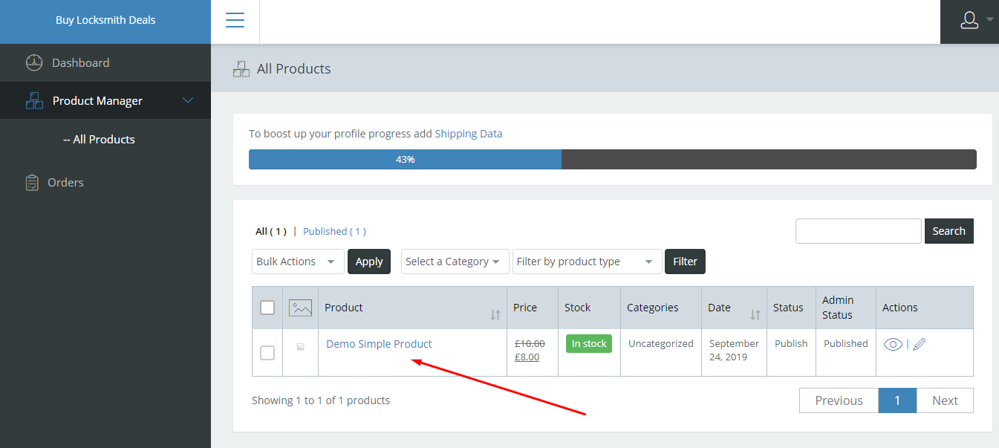 Buy Locksmith Deals
Dashboard
Product Manager
-- All Products
Orders
All Products
To boost up your profile progress add Shipping Data
43%
All ( 1 ) | Published ( 1 )
Search
Bulk Actions
Apply
Select a Category
Filter by product type
Filter
Product
Price
Stock
Categories
Date
Status
Admin
Status
Actions
Demo Simple Product
£10.00
£8.00
In stock
Uncategorized
September
24, 2019
Publish
Published
|
Showing 1 to 1 of 1 products
Previous
1
Next